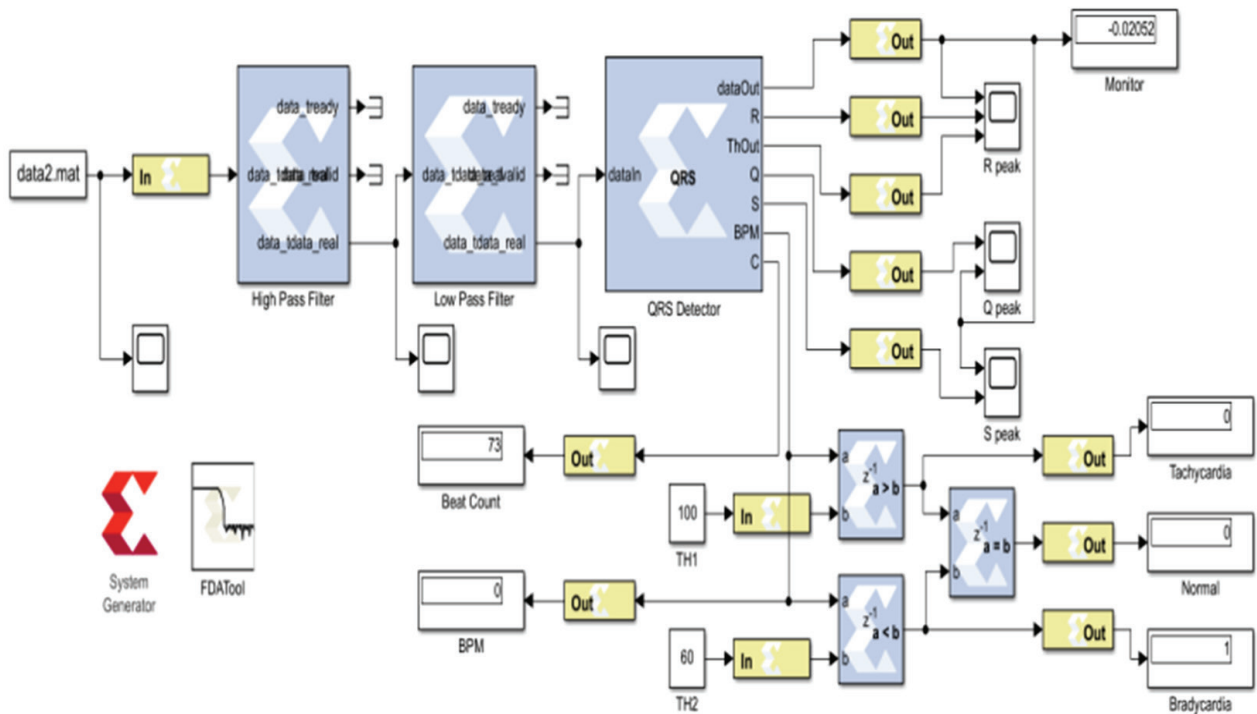 -0.02052
Monitor
Out
dataOut
data_tready
data_tready
R
Out
ThOut
R peak
data2.mat
In
dataIn
QRS
Q
Out
S
BPM
data_tdata_real
data_tdata_real
C
Out
High Pass Filter
Low Pass Filter
QRS Detector
Q peak
Out
S peak
73
Out
Beat Count
a
z-1
a > b
b
Out
0
Tachycardia
100
In
TH1
a
z-1
a = b
b
Out
0
Normal
System
Generator
FDATool
0
Out
BPM
a
z-1
a < b
b
Out
1
Bradycardia
60
In
TH2